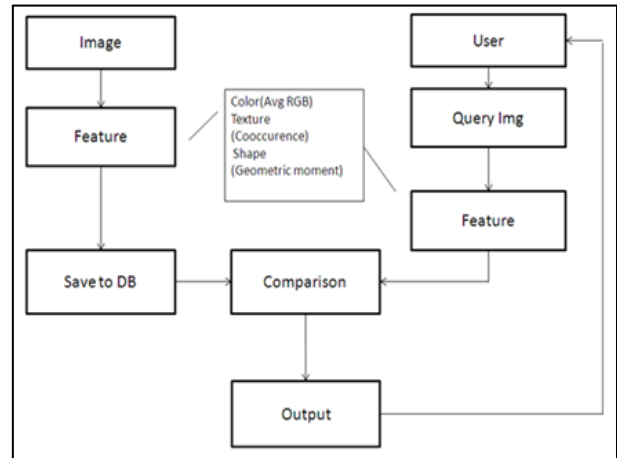 Image
User
Color(Avg RGB)
Texture
(Cooccurence)
Shape
(Geometric moment)
Feature
Query Img
Feature
Save to DB
Comparison
Output